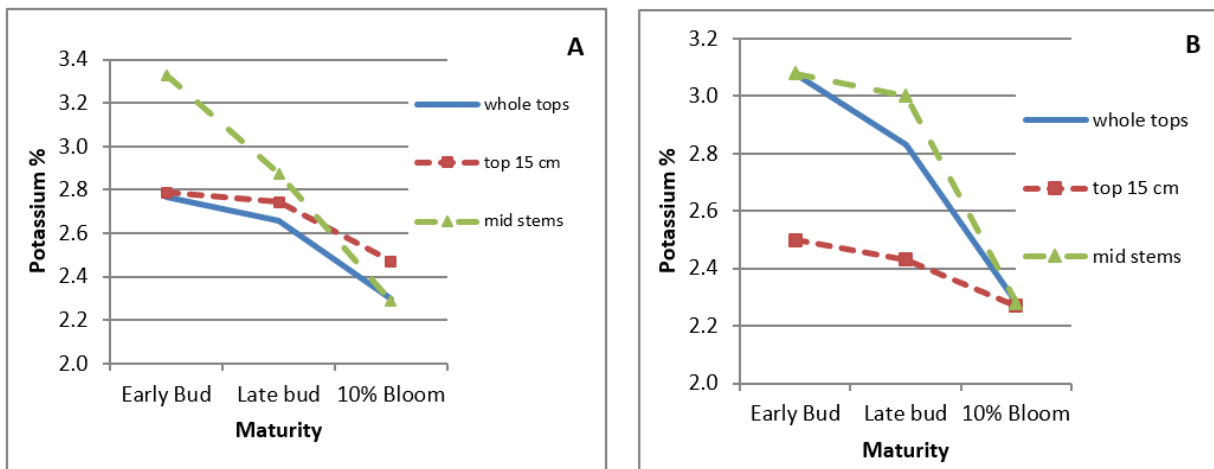 A
Potassium %
3.4
3.2
3.0
2.8
2.6
2.4
2.2
2.0
whole tops
top 15 cm
mid stems
Early Bud Late bud 10% Bloom
Maturity
B
Potassium %
3.2
3.0
2.8
2.6
2.4
2.2
2.0
whole tops
top 15 cm
mid stems
Early Bud Late bud 10% Bloom
Maturity